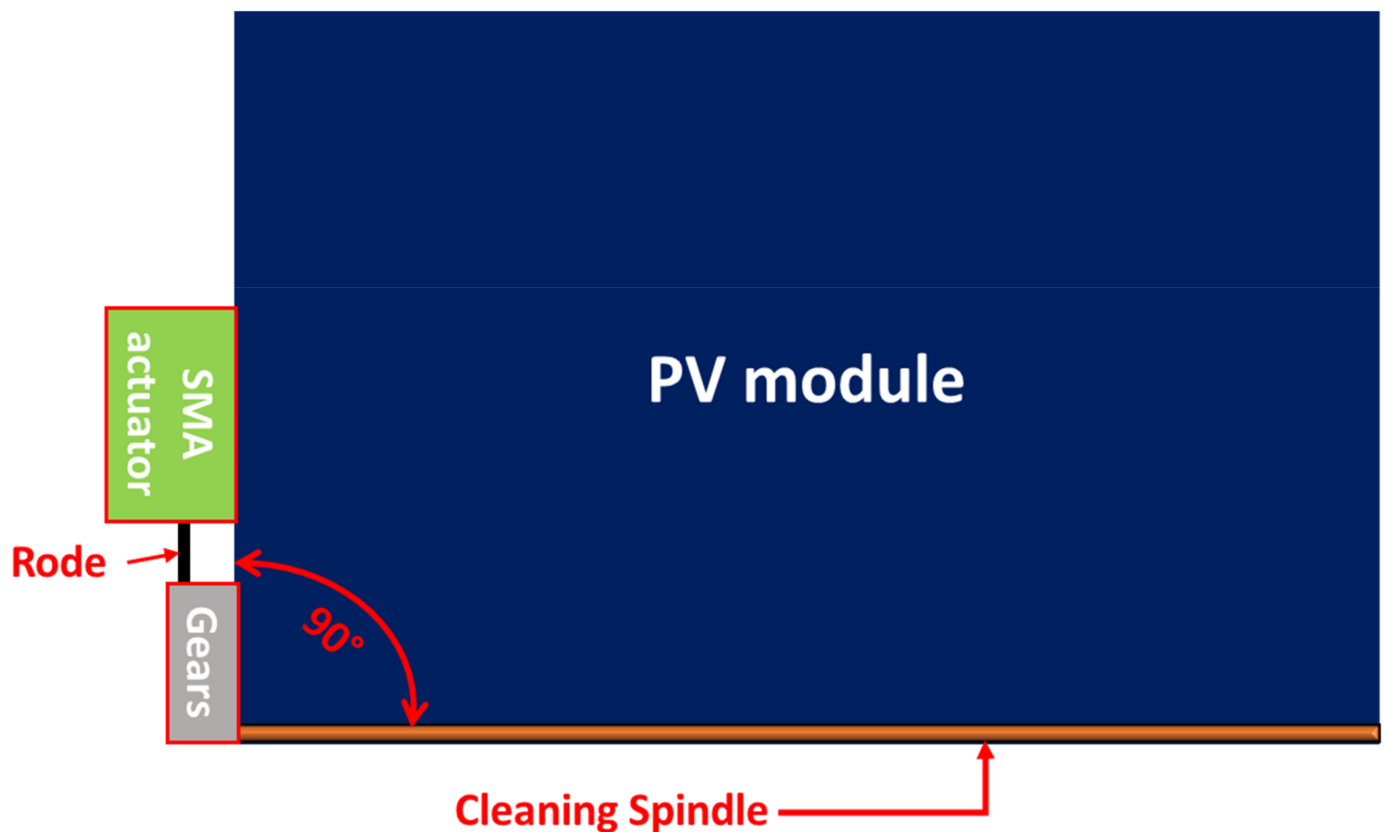 PV module
SMA
actuator
Rode
Gears
90°
Cleaning Spindle